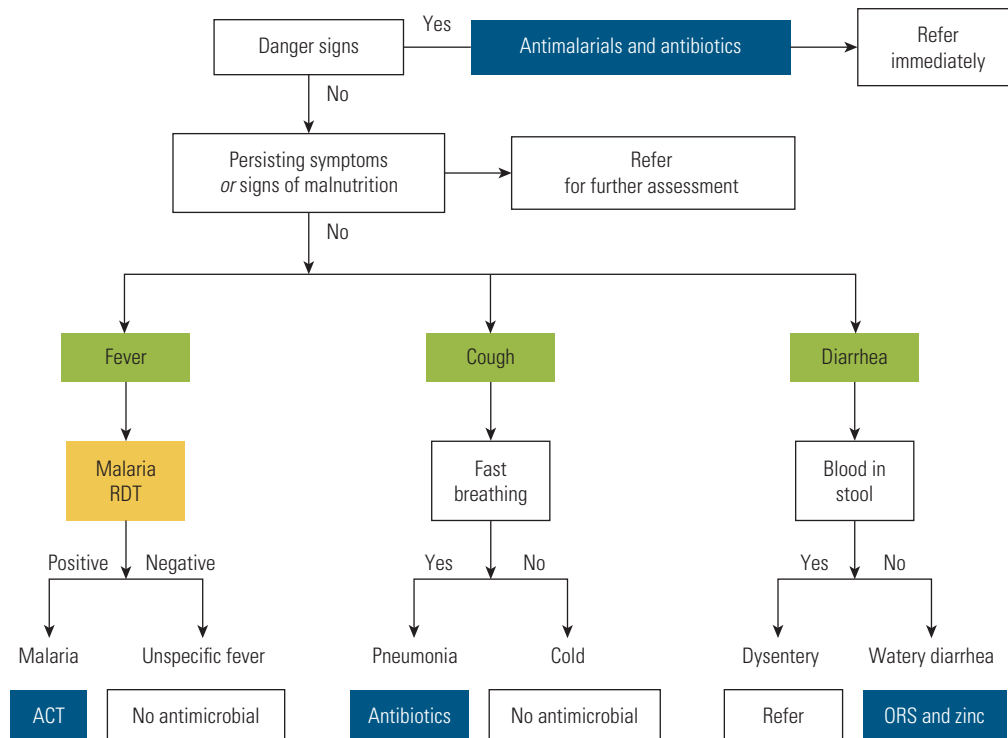 Danger signs
Yes
Antimalarials and antibiotics
Refer
immediately
No
Persisting symptoms
or signs of malnutrition
Refer
for further assessment
No
Fever
Cough
Diarrhea
Malaria
RDT
Fast
breathing
Blood in
stool
Positive
Negative
Yes
No
Yes
No
Malaria
Unspecific fever
Pneumonia
Cold
Dysentery
Watery diarrhea
ACT
No antimicrobial
Antibiotics
No antimicrobial
Refer
ORS and zinc